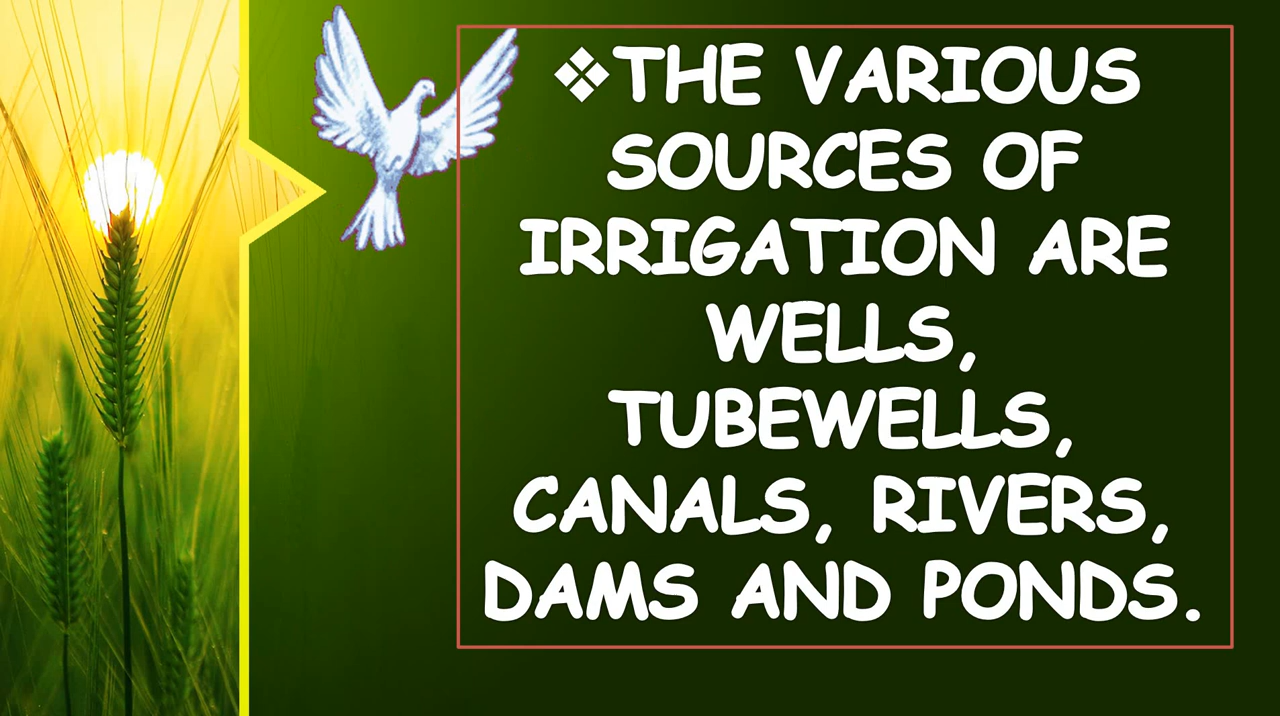 ❖THE VARIOUS
SOURCES OF
IRRIGATION ARE
WELLS,
TUBEWELLS,
CANALS, RIVERS,
DAMS AND PONDS.